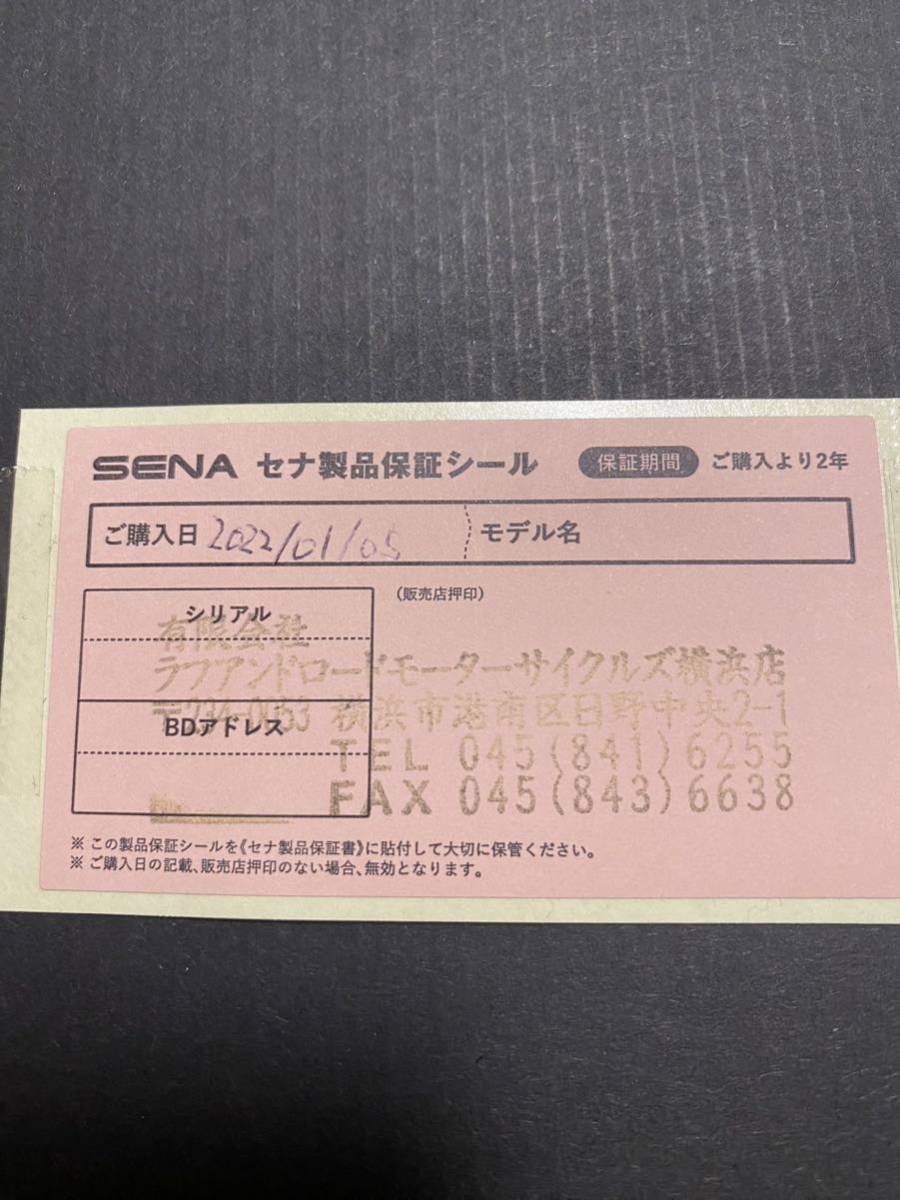 SENA セナ製品保証シール 保証期間 ご購入より2年
ご購入日 2022/01/05 モデル名
(販売店押印)
シリアル
有限会社
ラフアンドロードモーターサイクルズ横浜店
〒234-0053 横浜市港南区日野中央2-1
BDアドレス
TEL 045(841)6255
FAX 045(843)6638
※ この製品保証シールを《セナ製品保証書》に貼付して大切に保管ください。
※ ご購入日の記載、販売店押印のない場合、無効となります。